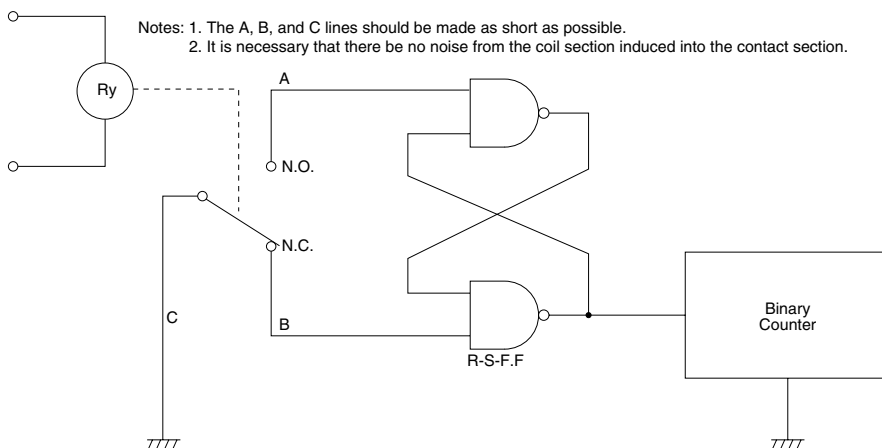 Notes: 1. The A, B, and C lines should be made as short as possible.
2. It is necessary that there be no noise from the coil section induced into the contact section.
A
Ry
N.O.
N.C.
C
B
Binary
Counter
R-S-F.F